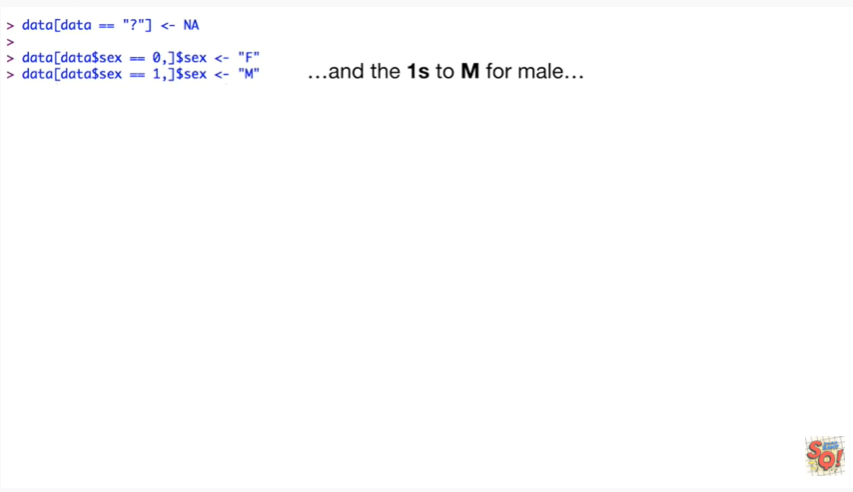 > data[data == "?"] <- NA
>
> data[data$sex == 0,]$sex <- "F"
> data[data$sex == 1,]$sex <- "M"
…and the 1s to M for male…
SQ!